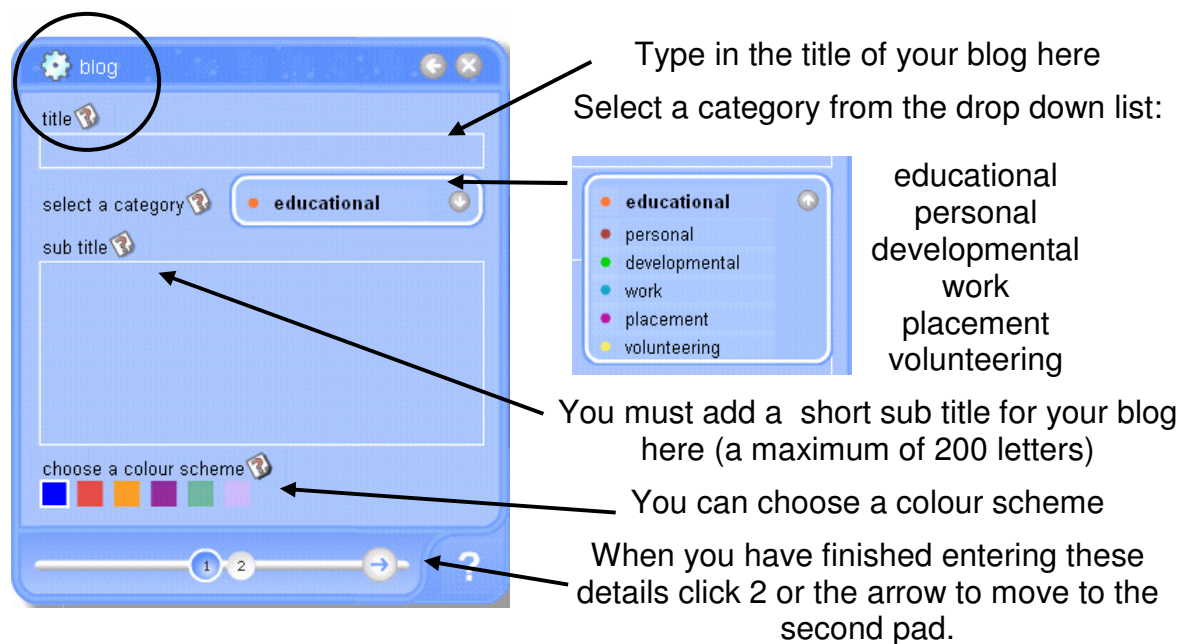 blog
title
select a category
educational
sub title
choose a colour scheme
1 2
?
Type in the title of your blog here
Select a category from the drop down list:
educational
personal
developmental
work
placement
volunteering
educational
personal
developmental
work
placement
volunteering
You must add a short sub title for your blog
here (a maximum of 200 letters)
You can choose a colour scheme
When you have finished entering these
details click 2 or the arrow to move to the
second pad.